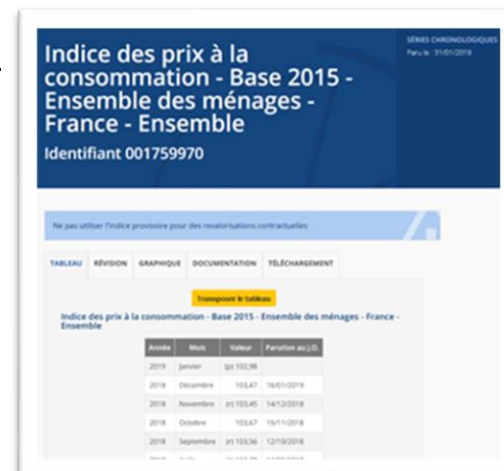 Indice des prix à la
consommation - Base 2015 -
Ensemble des ménages -
France - Ensemble
Identifiant 001759970
SÉRIES CHRONOLOGIQUES
Paru le : 31/01/2019
Ne pas utiliser l'indice provisoire pour des revalorisations contractuelles
TABLEAU RÉVISION GRAPHIQUE DOCUMENTATION TÉLÉCHARGEMENT
Transposer le tableau
Indice des prix à la consommation - Base 2015 - Ensemble des ménages - France -
Ensemble
Année Mois Valeur Parution au J.O.
2019 Janvier (p) 102,98
2018 Décembre 103,47 16/01/2019
2018 Novembre (r) 103,45 14/12/2018
2018 Octobre 103,67 15/11/2018
2018 Septembre (r) 103,56 12/10/2018